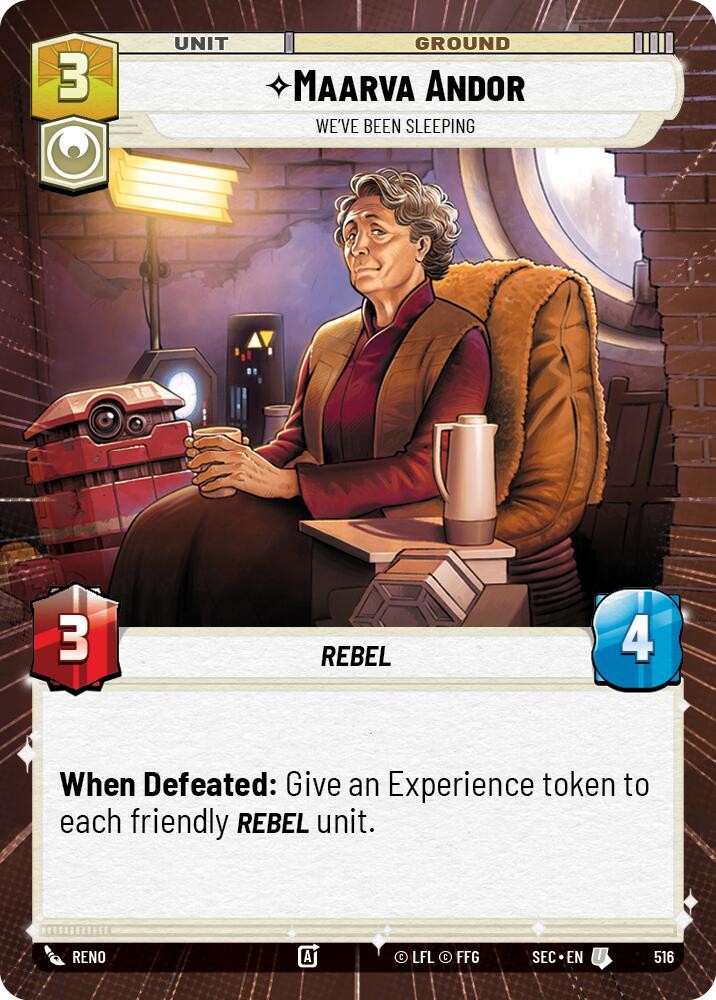 UNIT
GROUND
3
MAARVA ANDOR
WE'VE BEEN SLEEPING
3
REBEL
4
When Defeated: Give an Experience token to
each friendly REBEL unit.
RENO
A
© LFL © FFG
SEC • EN
U
516